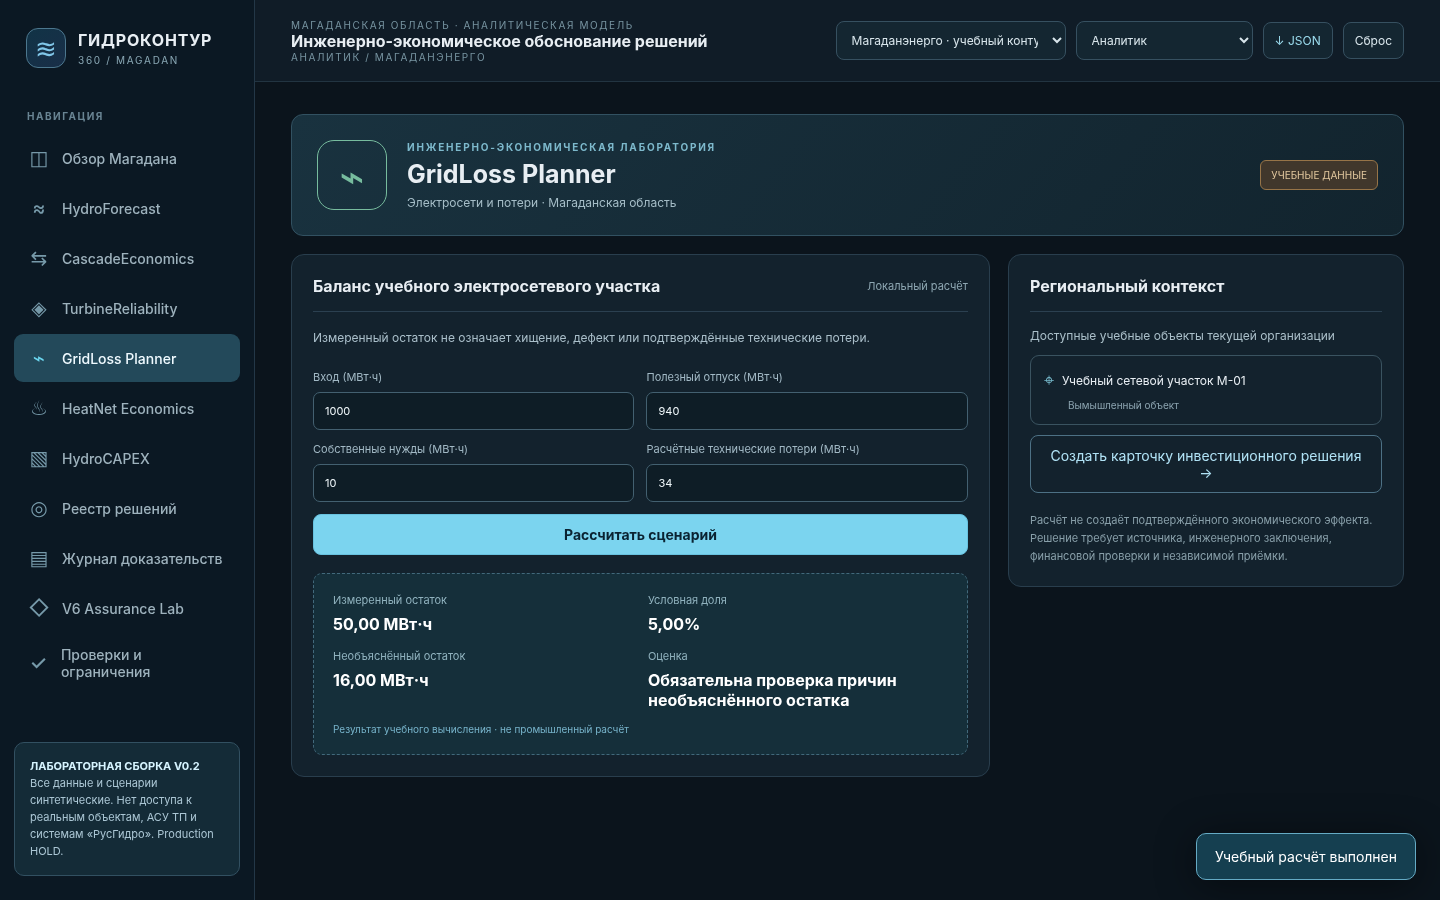 ГИДРОКОНТУР
360 / MAGADAN
НАВИГАЦИЯ
Обзор Магадана
HydroForecast
CascadeEconomics
TurbineReliability
GridLoss Planner
HeatNet Economics
HydroCAPEX
Реестр решений
Журнал доказательств
V6 Assurance Lab
Проверки и
ограничения
ЛАБОРАТОРНАЯ СБОРКА V0.2
Все данные и сценарии
синтетические. Нет доступа к
реальным объектам, АСУ ТП и
системам «РусГидро». Production
HOLD.
МАГАДАНСКАЯ ОБЛАСТЬ · АНАЛИТИЧЕСКАЯ МОДЕЛЬ
Инженерно-экономическое обоснование решений
АНАЛИТИК / МАГАДАНЭНЕРГО
Магаданэнерго · учебный конту
Аналитик
↓ JSON
Сброс
ИНЖЕНЕРНО-ЭКОНОМИЧЕСКАЯ ЛАБОРАТОРИЯ
GridLoss Planner
Электросети и потери · Магаданская область
УЧЕБНЫЕ ДАННЫЕ
Баланс учебного электросетевого участка
Локальный расчёт
Измеренный остаток не означает хищение, дефект или подтверждённые технические потери.
Вход (МВт·ч)
Полезный отпуск (МВт·ч)
1000
940
Собственные нужды (МВт·ч)
Расчётные технические потери (МВт·ч)
10
34
Рассчитать сценарий
Измеренный остаток
Условная доля
50,00 МВт·ч
5,00%
Необъяснённый остаток
Оценка
16,00 МВт·ч
Обязательна проверка причин
необъяснённого остатка
Результат учебного вычисления · не промышленный расчёт
Региональный контекст
Доступные учебные объекты текущей организации
Учебный сетевой участок М-01
Вымышленный объект
Создать карточку инвестиционного решения
→
Расчёт не создаёт подтверждённого экономического эффекта.
Решение требует источника, инженерного заключения,
финансовой проверки и независимой приёмки.
Учебный расчёт выполнен